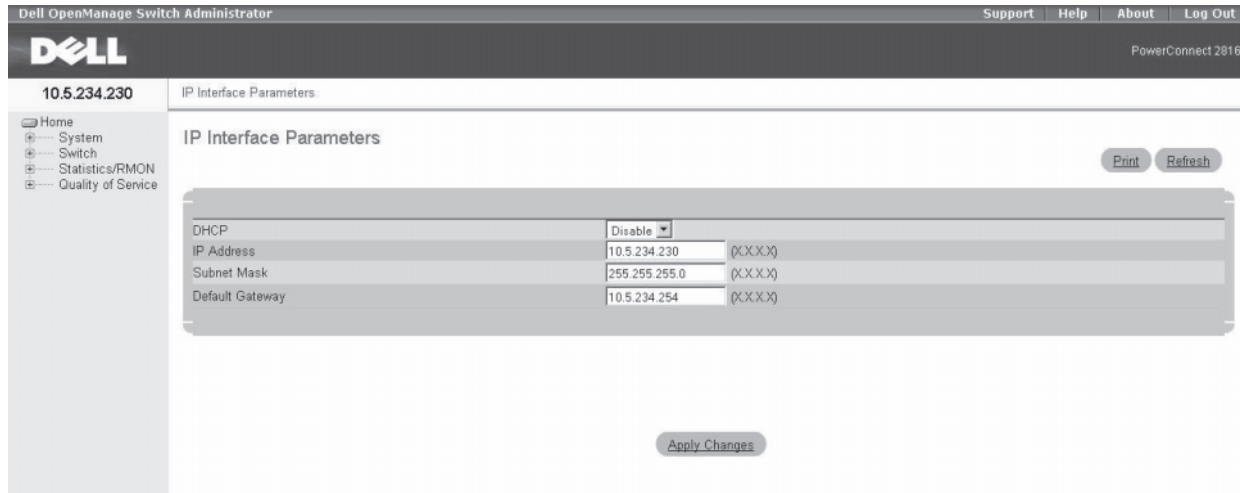 Dell OpenManage Switch Administrator
Support Help About Log Out
DELL
PowerConnect 2816
10.5.234.230
IP Interface Parameters
Home
System
Switch
Statistics/RMON
Quality of Service
IP Interface Parameters
Print Refresh
DHCP Disable
IP Address 10.5.234.230 (X.X.X.X)
Subnet Mask 255.255.255.0 (X.X.X.X)
Default Gateway 10.5.234.254 (X.X.X.X)
Apply Changes